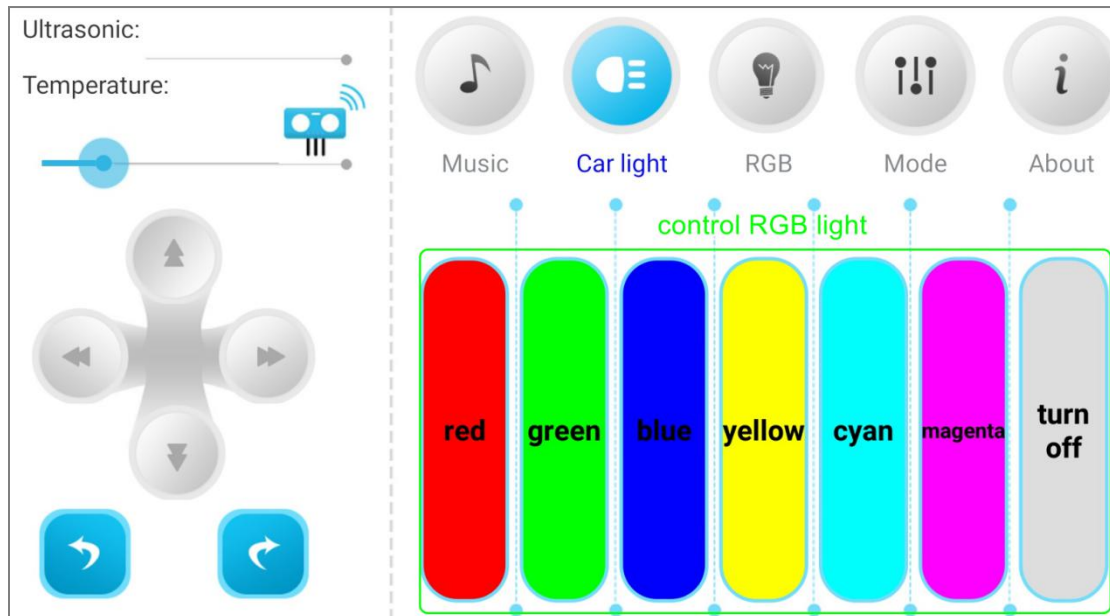 Ultrasonic:
Temperature:
Music
Car light
RGB
Mode
About
control RGB light
red
green
blue
yellow
cyan
magenta
turn
off